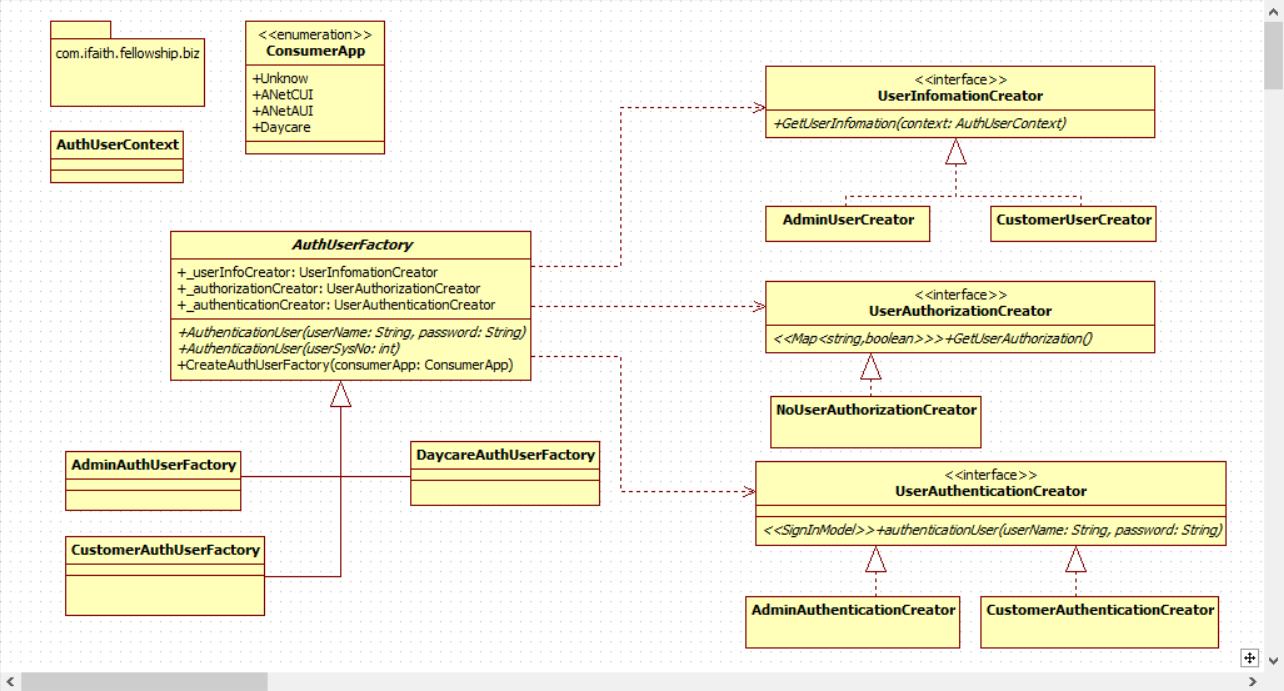 com.ifaith.fellowship.biz
<<enumeration>>
ConsumerApp
+Unknow
+ANetCUI
+ANetAUI
+Daycare
AuthUserContext
<<interface>>
UserInfomationCreator
+GetUserInfomation(context: AuthUserContext)
AdminUserCreator
CustomerUserCreator
AuthUserFactory
+_userInfoCreator: UserInfomationCreator
+_authorizationCreator: UserAuthorizationCreator
+_authenticationCreator: UserAuthenticationCreator
+AuthenticationUser(userName: String, password: String)
+AuthenticationUser(userSysNo: int)
+CreateAuthUserFactory(consumerApp: ConsumerApp)
<<interface>>
UserAuthorizationCreator
<<Map<string,boolean>>>+GetUserAuthorization()
NoUserAuthorizationCreator
AdminAuthUserFactory
DaycareAuthUserFactory
CustomerAuthUserFactory
<<interface>>
UserAuthenticationCreator
<<SignInModel>>+authenticationUser(userName: String, password: String)
AdminAuthenticationCreator
CustomerAuthenticationCreator